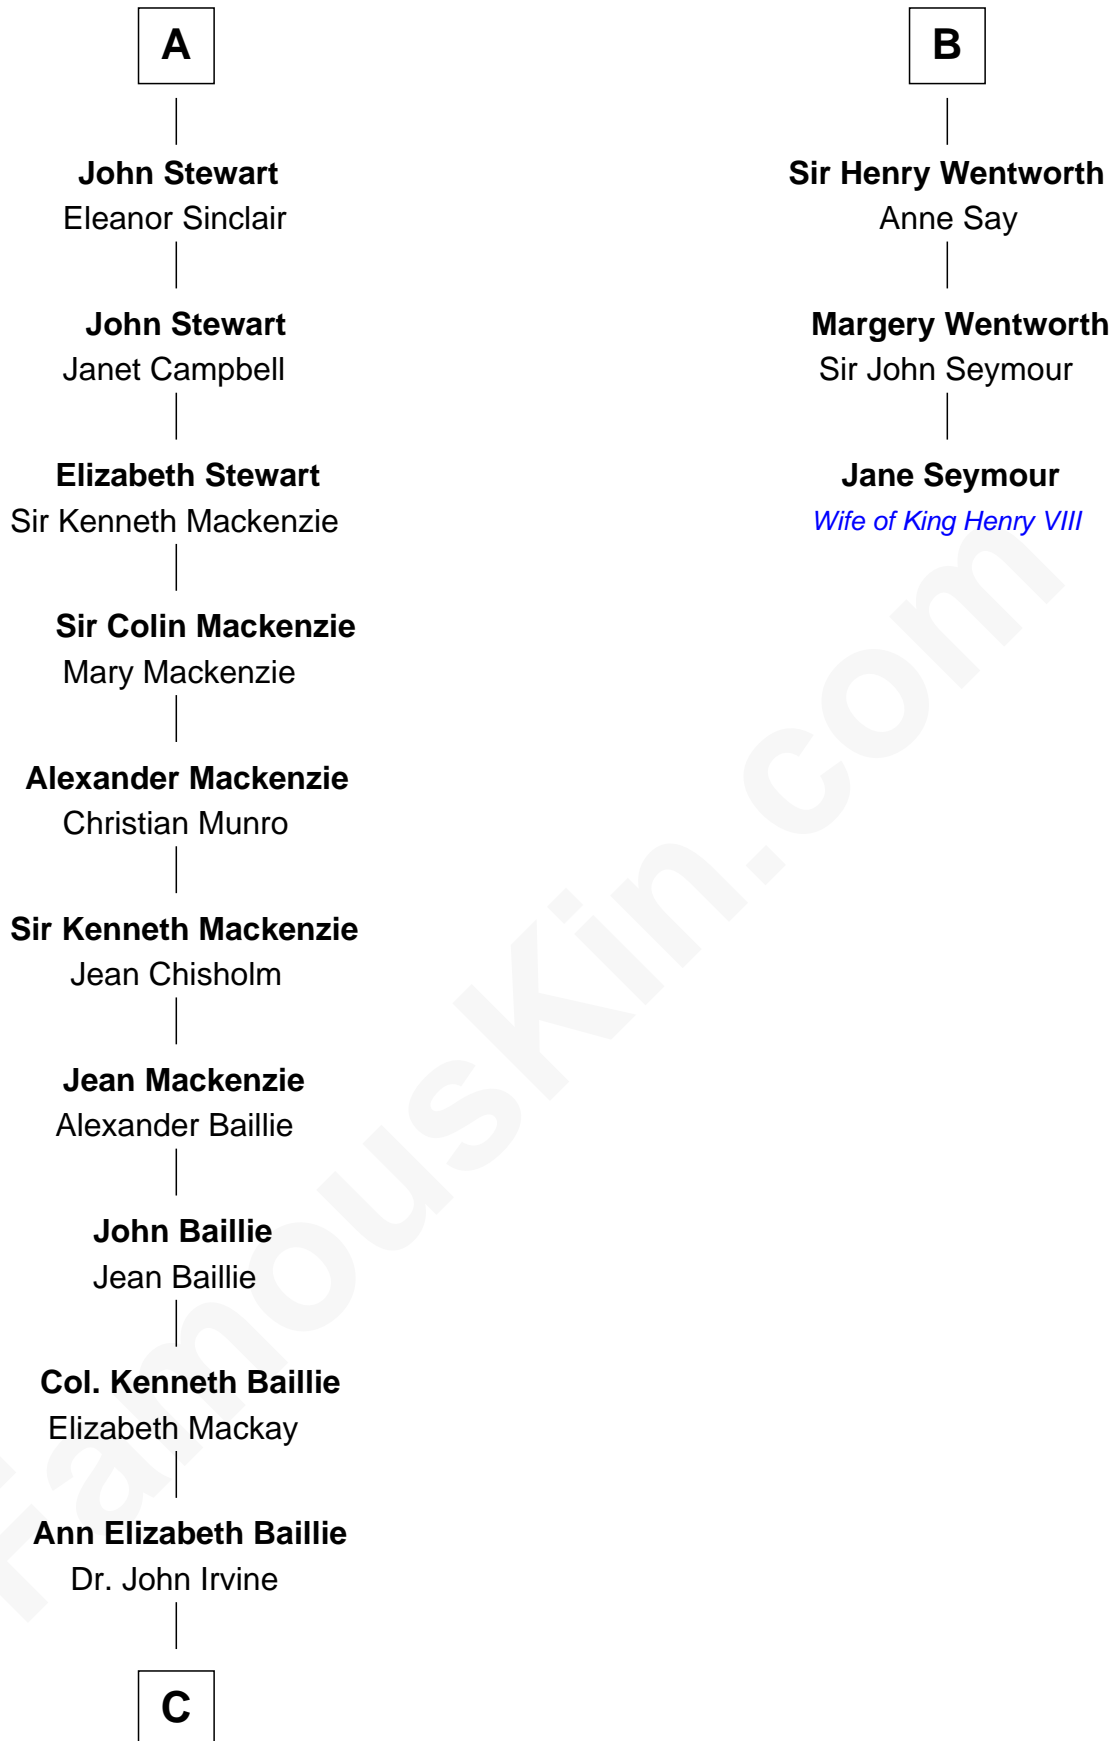 A
John Stewart
Eleanor Sinclair
John Stewart
Janet Campbell
Elizabeth Stewart
Sir Kenneth Mackenzie
Sir Colin Mackenzie
Mary Mackenzie
Alexander Mackenzie
Christian Munro
Sir Kenneth Mackenzie
Jean Chisholm
Jean Mackenzie
Alexander Baillie
John Baillie
Jean Baillie
Col. Kenneth Baillie
Elizabeth Mackay
Ann Elizabeth Baillie
Dr. John Irvine
C
B
Sir Henry Wentworth
Anne Say
Margery Wentworth
Sir John Seymour
Jane Seymour
Wife of King Henry VIII
FamousKin.com